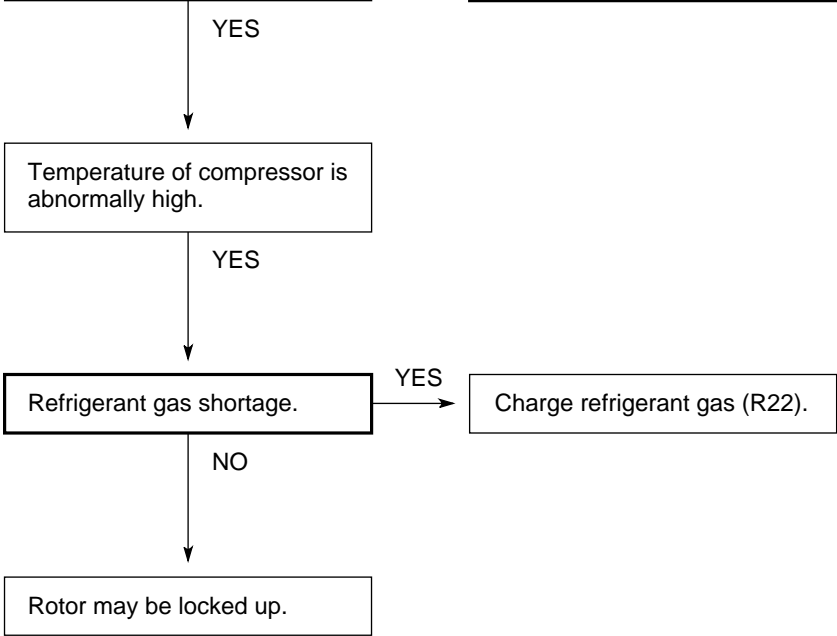 YES
Temperature of compressor is
abnormally high.
YES
Refrigerant gas shortage.
YES
Charge refrigerant gas (R22).
NO
Rotor may be locked up.